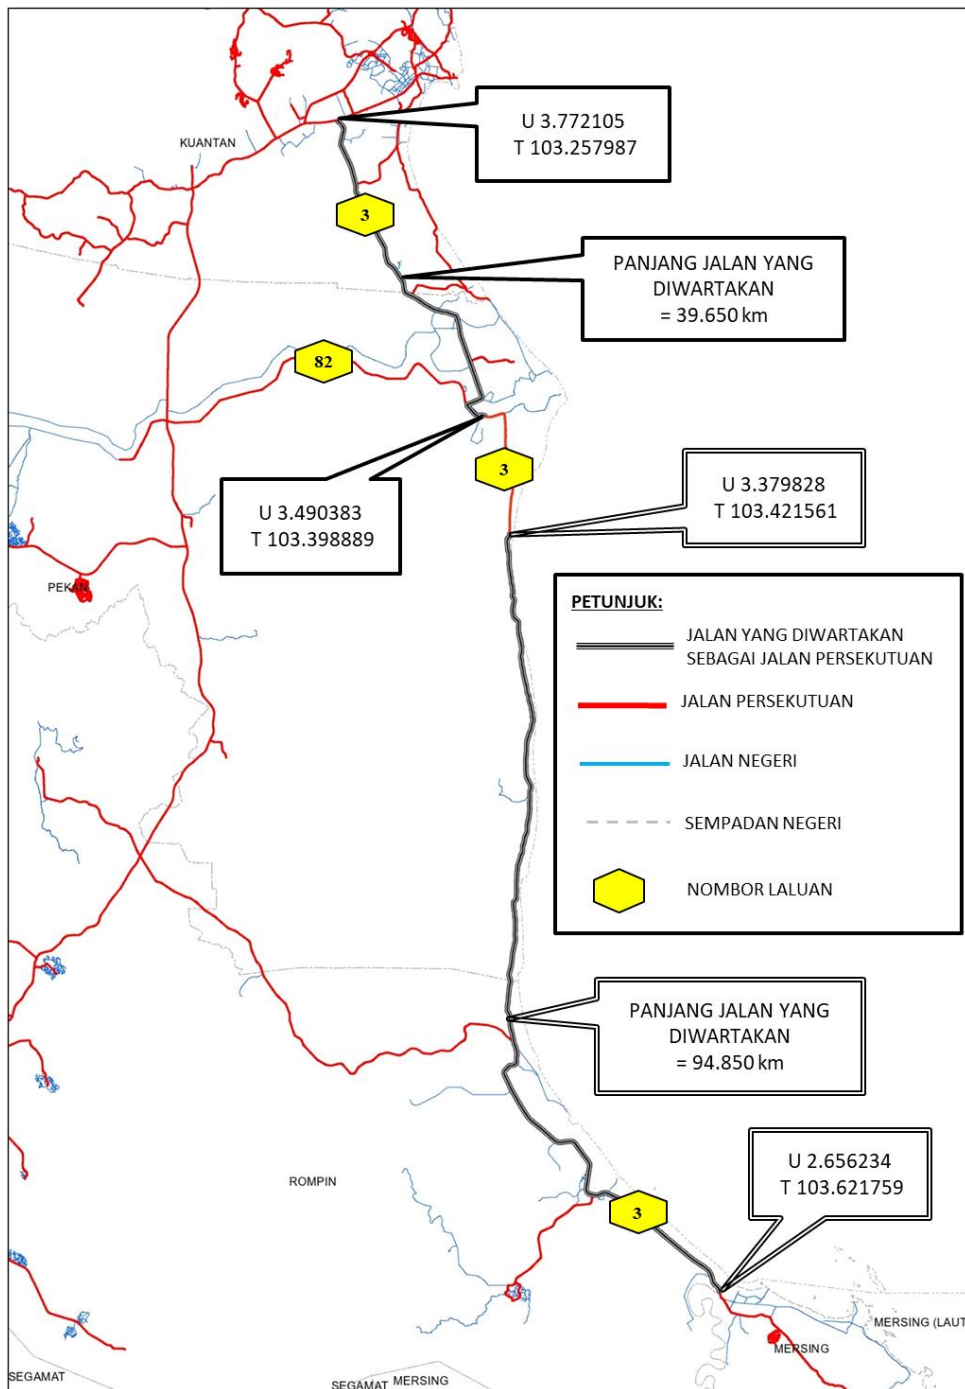 KUANTAN
U 3.772105
T 103.257987
3
PANJANG JALAN YANG
DIWARTAKAN
= 39.650 km
82
3
U 3.490383
T 103.398889
U 3.379828
T 103.421561
PEKAN
PETUNJUK:
JALAN YANG DIWARTAKAN
SEBAGAI JALAN PERSEKUTUAN
JALAN PERSEKUTUAN
JALAN NEGERI
SEMPADAN NEGERI
NOMBOR LALUAN
PANJANG JALAN YANG
DIWARTAKAN
= 94.850 km
U 2.656234
T 103.621759
ROMPIN
3
MERSING (LAUT
MERSING
SEGAMAT
SEGAMAT
MERSING